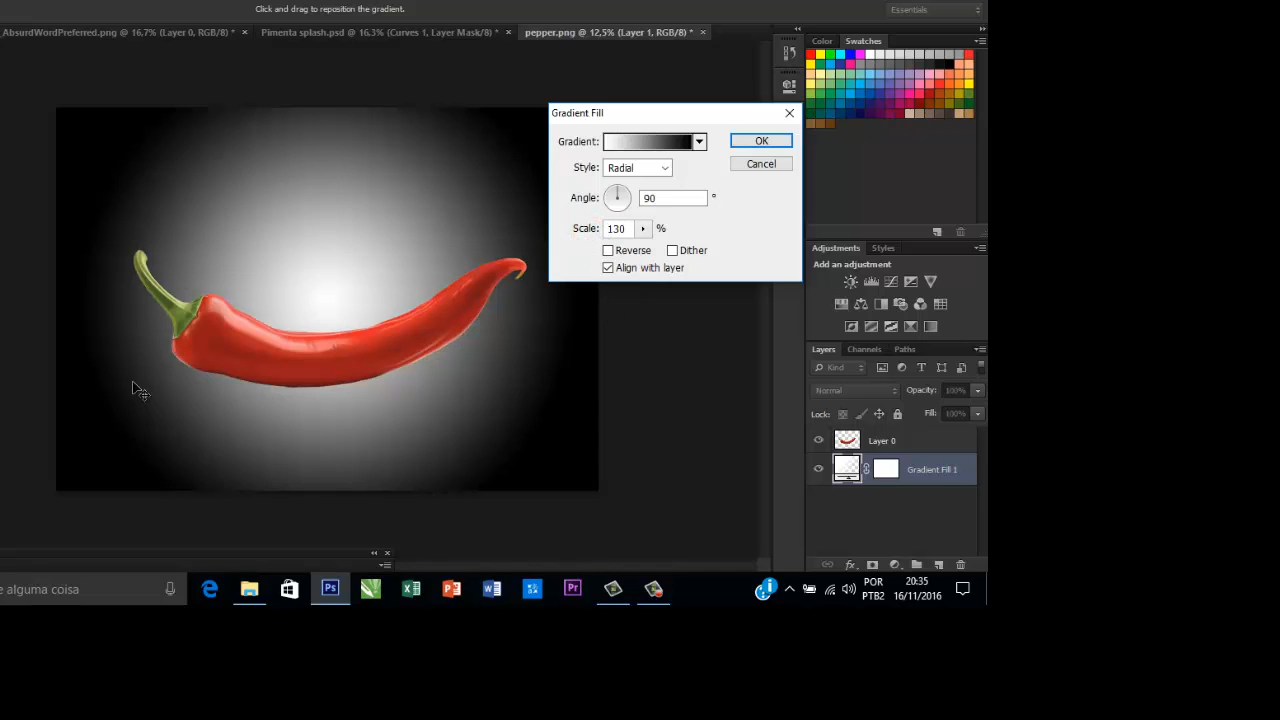 Click and drag to reposition the gradient.
Essentials
_AbsurdWordPreferred.png @ 16,7% (Layer 0, RGB/8) * ×
Pimenta splash.psd @ 16,3% (Curves 1, Layer Mask/8) * ×
pepper.png @ 12,5% (Layer 1, RGB/8) * ×
Color
Swatches
Gradient Fill
Gradient:
OK
Style:
Radial
Cancel
Angle:
90
°
Scale:
130
%
Reverse
Dither
Align with layer
Adjustments
Styles
Add an adjustment
Layers
Channels
Paths
Kind
Normal
Opacity:
100%
Lock:
Fill:
100%
Layer 0
Gradient Fill 1
fx
e alguma coisa
Ps
Pr
POR
PTB2
20:35
16/11/2016